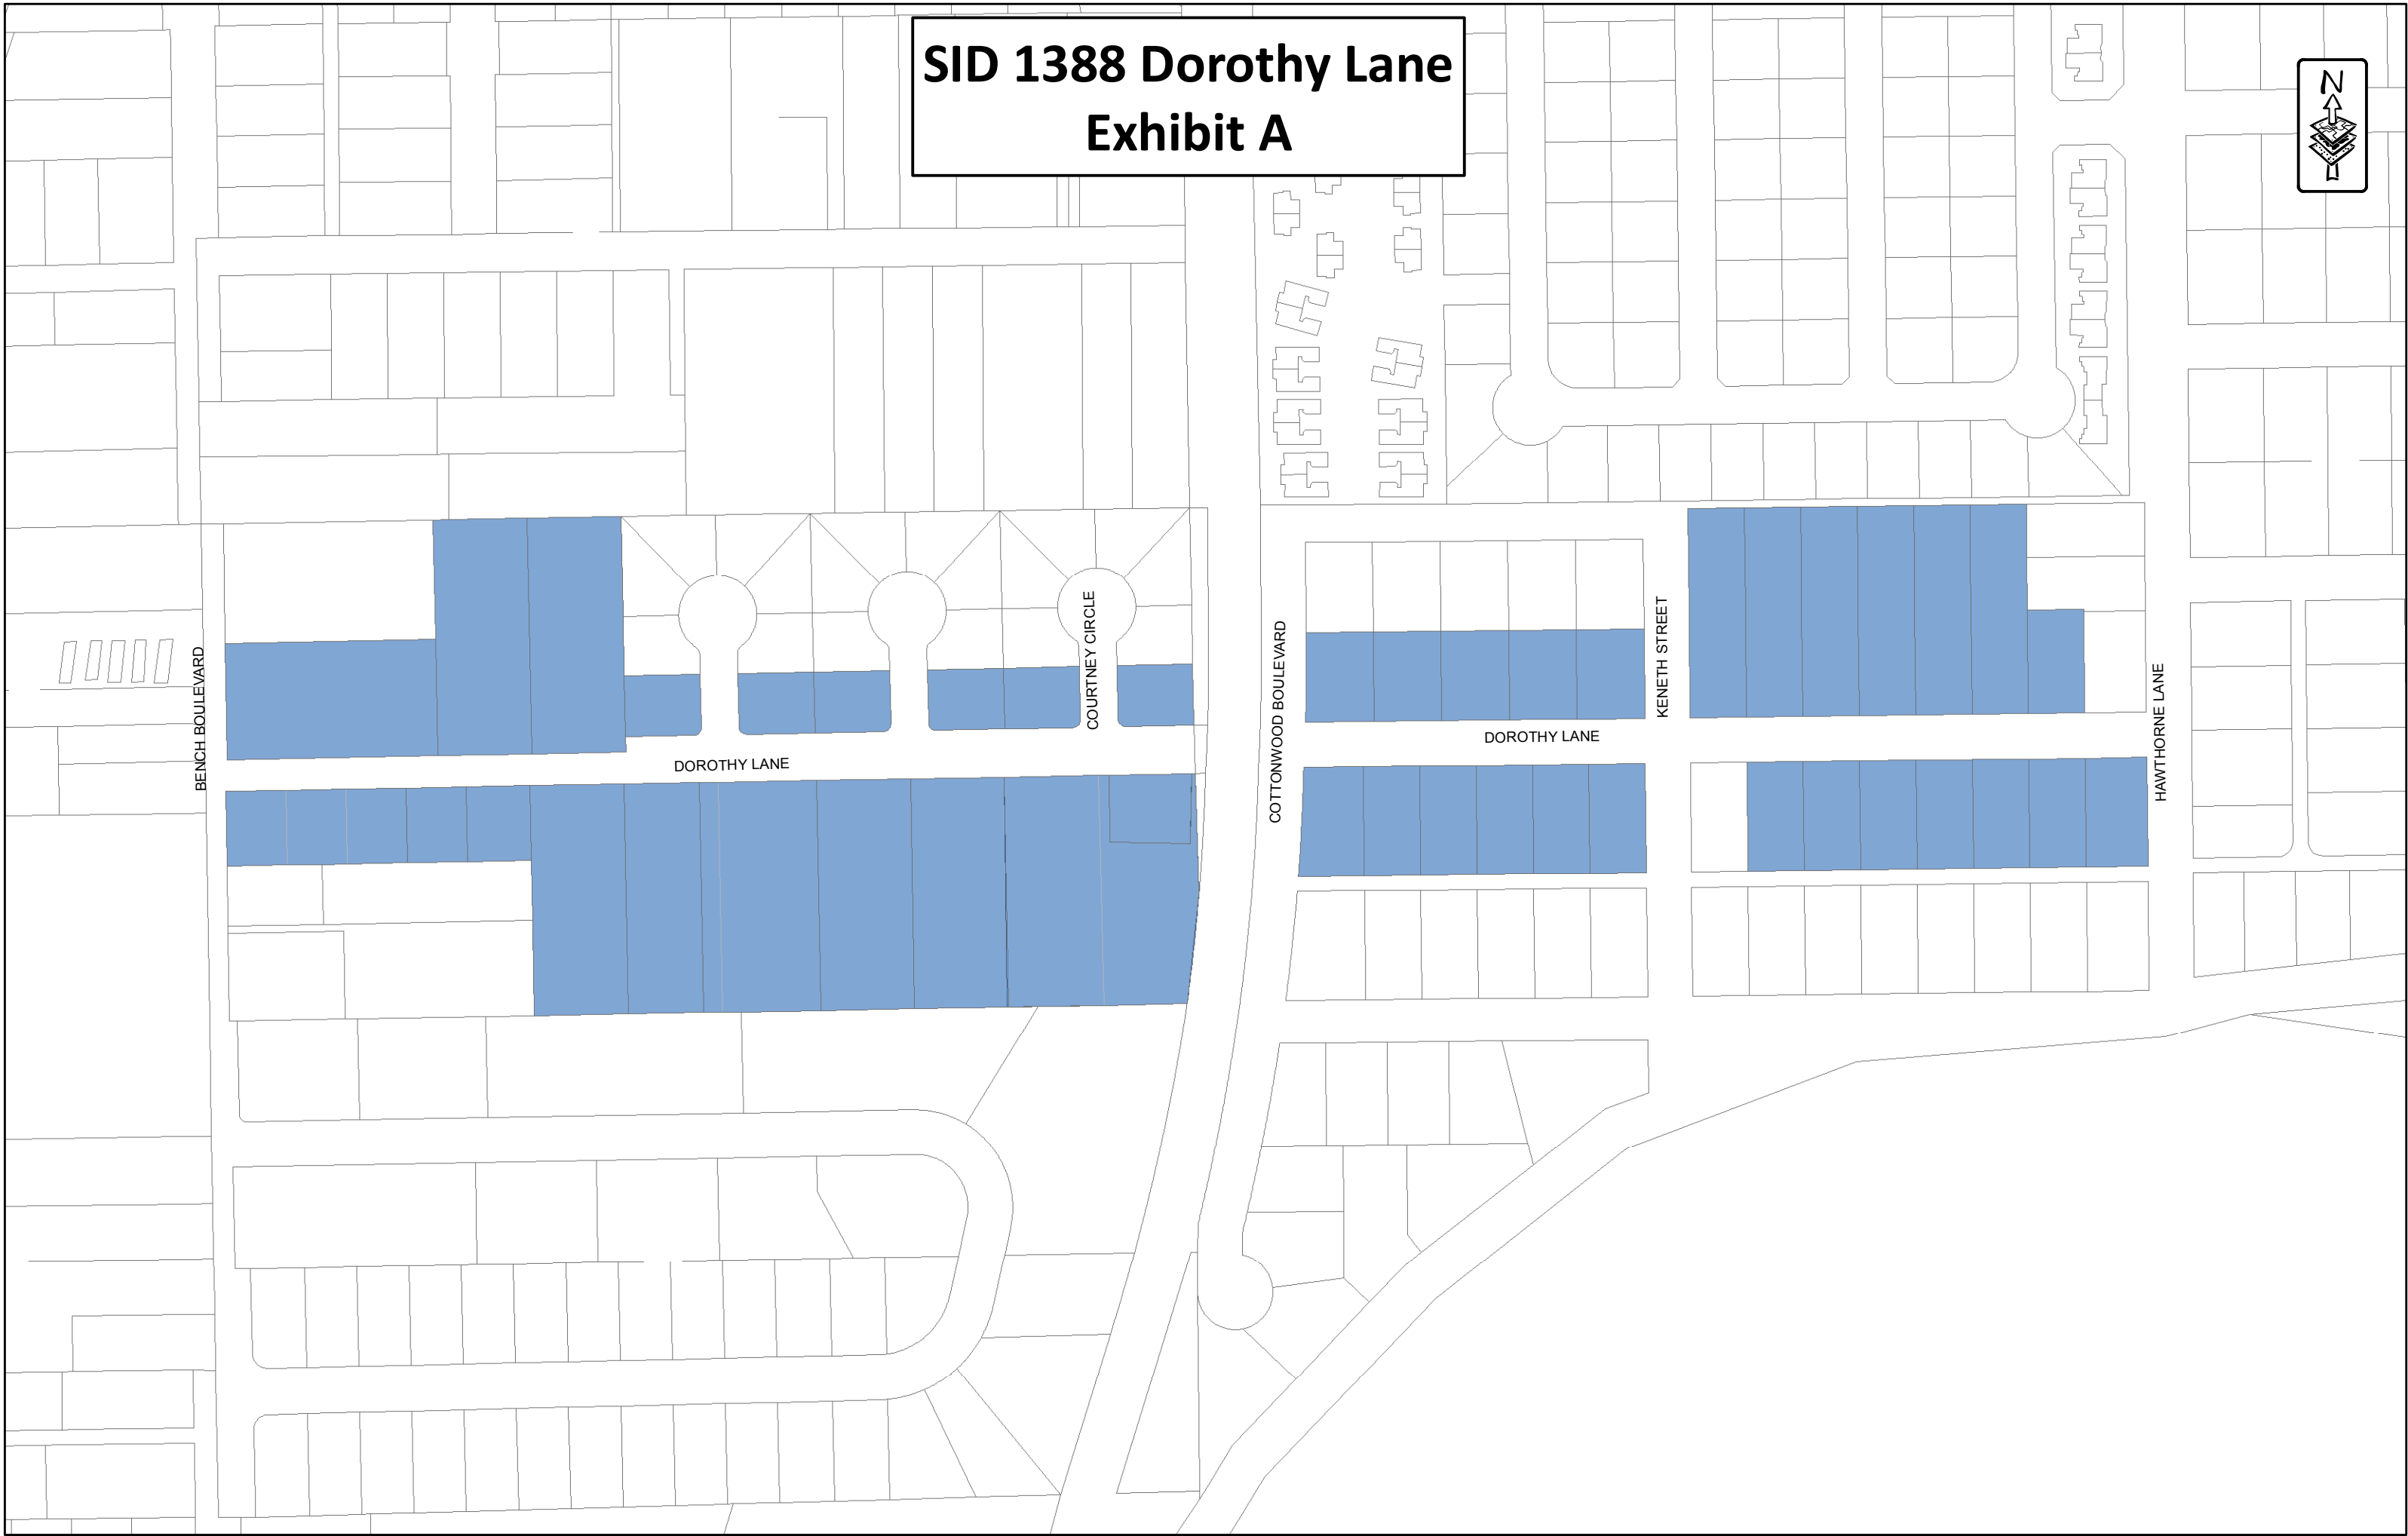 SID 1388 Dorothy Lane
Exhibit A
N
BENCH BOULEVARD
COURTNEY CIRCLE
COTTONWOOD BOULEVARD
KENETH STREET
HAWTHORNE LANE
DOROTHY LANE
DOROTHY LANE